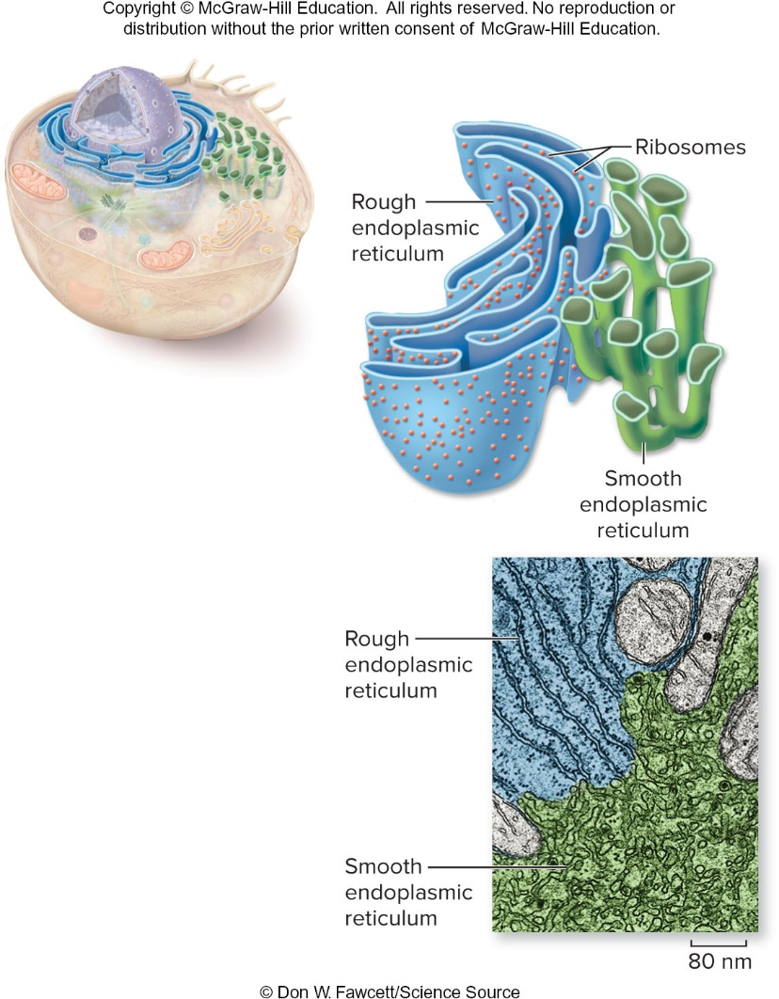 Copyright © McGraw-Hill Education. All rights reserved. No reproduction or
distribution without the prior written consent of McGraw-Hill Education.
Ribosomes
Rough
endoplasmic
reticulum
Smooth
endoplasmic
reticulum
Rough
endoplasmic
reticulum
Smooth
endoplasmic
reticulum
80 nm
© Don W. Fawcett/Science Source